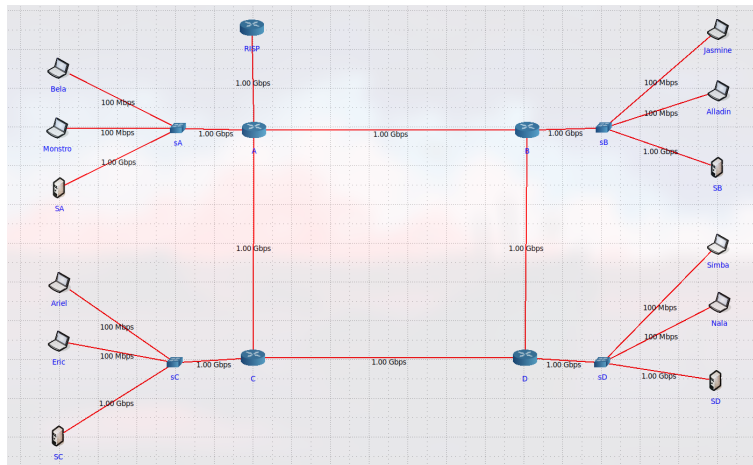 RISP
Jasmine
Bela
1.00 Gbps
100 Mbps
100 Mbps
Alladin
100 Mbps
100 Mbps
1.00 Gbps
1.00 Gbps
1.00 Gbps
Monstro
sA
A
B
sB
1.00 Gbps
1.00 Gbps
SA
SB
1.00 Gbps
1.00 Gbps
Simba
Ariel
100 Mbps
Nala
100 Mbps
100 Mbps
Eric
1.00 Gbps
1.00 Gbps
1.00 Gbps
100 Mbps
sC
C
D
sD
1.00 Gbps
SD
1.00 Gbps
SC